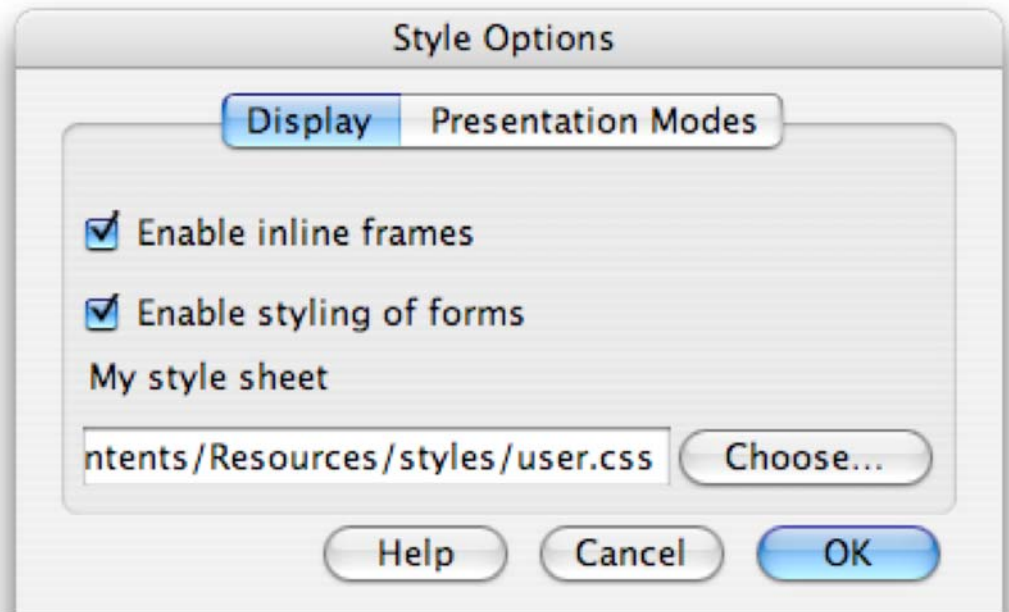 Style Options
Display Presentation Modes
Enable inline frames
Enable styling of forms
My style sheet
ntents/Resources/styles/user.css Choose...
Help Cancel OK